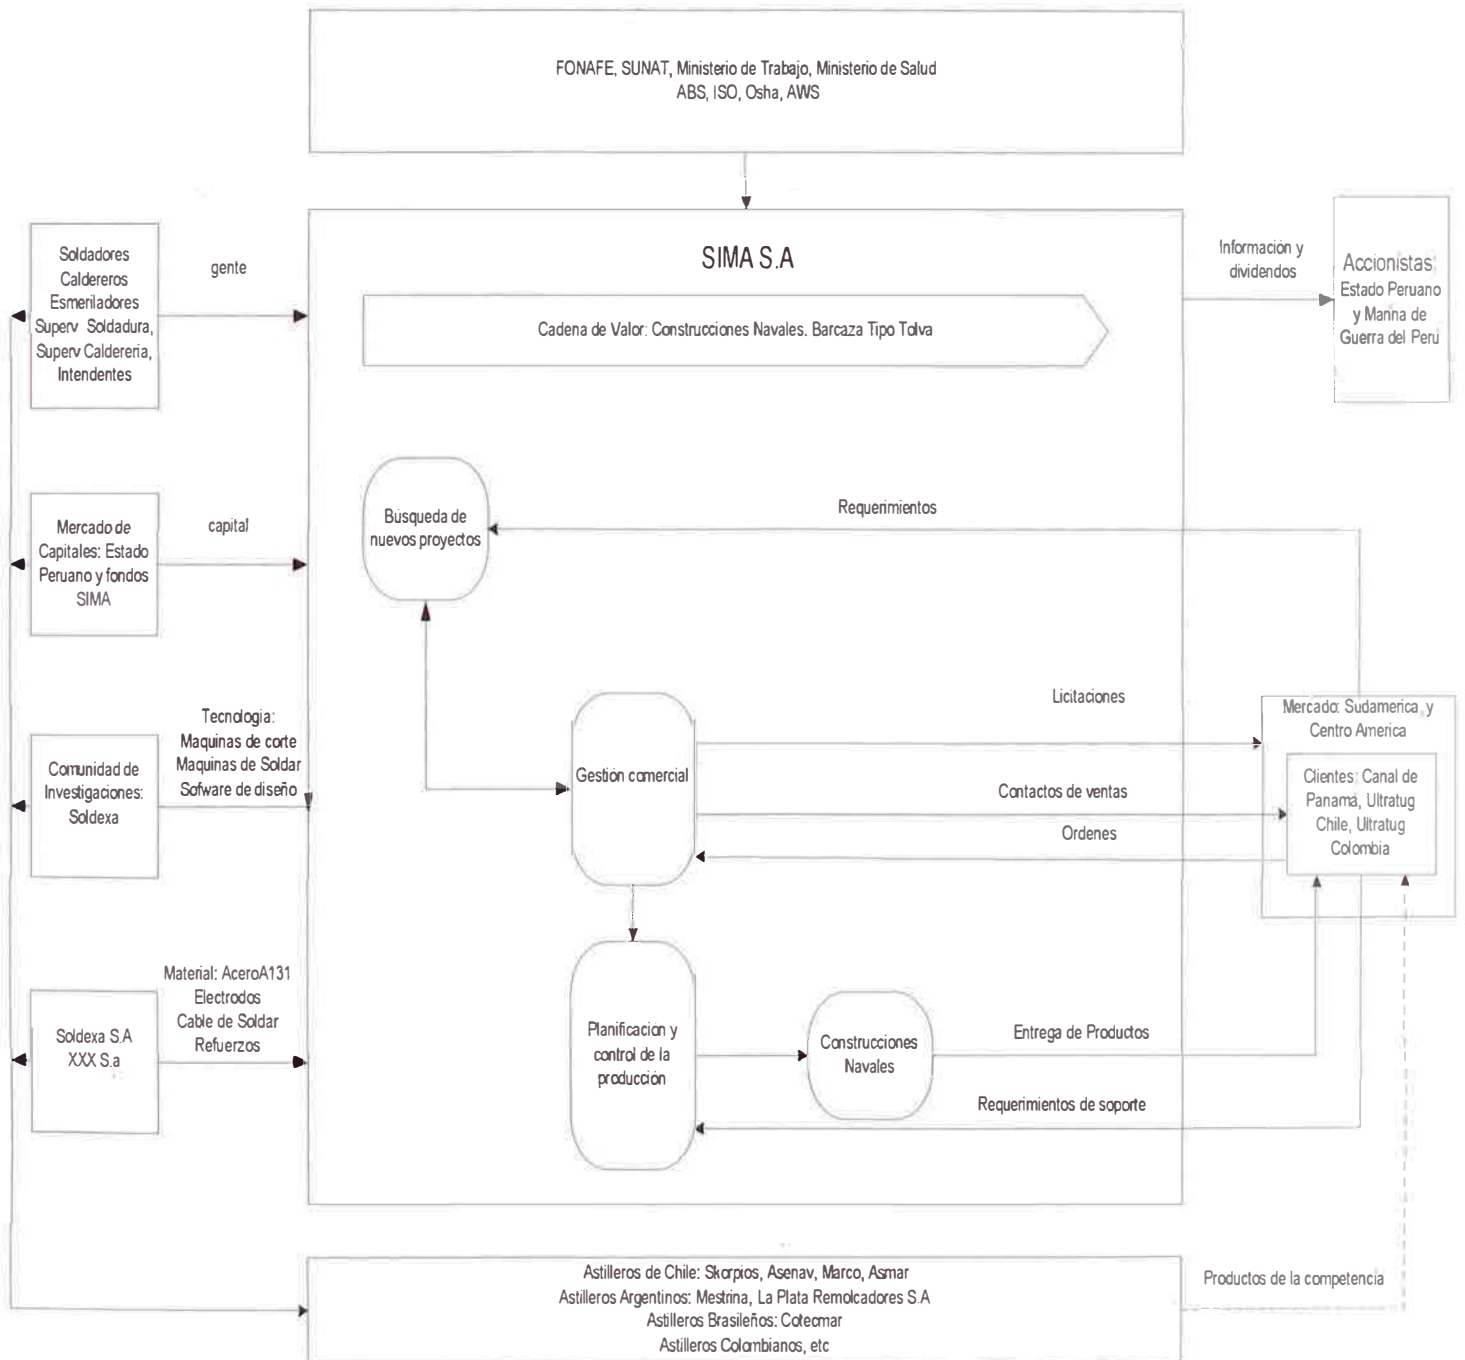 FONAFE, SUNAT, Ministerio de Trabajo, Ministerio de Salud
ABS, ISO, Osha, AWS
SIMA S.A
Cadena de Valor: Construcciones Navales. Barcaza Tipo Tolva
Soldadores
Caldereros
Esmeriladores
Superv Soldadura,
Superv Caldereria,
Intendentes
gente
Mercado de
Capitales: Estado
Peruano y fondos
SIMA
capital
Comunidad de
Investigaciones:
Soldexa
Tecnologia:
Maquinas de corte
Maquinas de Soldar
Sofware de diseño
Soldexa S.A
XXX S.a
Material: AceroA131
Electrodos
Cable de Soldar
Refuerzos
Búsqueda de
nuevos proyectos
Requerimientos
Gestión comercial
Licitaciones
Contactos de ventas
Ordenes
Planificacion y
control de la
producción
Construcciones
Navales
Entrega de Productos
Requerimientos de soporte
Información y
dividendos
Accionistas:
Estado Peruano
y Marina de
Guerra del Perú
Mercado: Sudamerica, y
Centro America
Clientes: Canal de
Panamá, Ultratug
Chile, Ultratug
Colombia
Astilleros de Chile: Skorpios, Asenav, Marco, Asmar
Astilleros Argentinos: Mestrina, La Plata Remolcadores S.A
Astilleros Brasileños: Cotecmar
Astilleros Colombianos, etc
Productos de la competencia